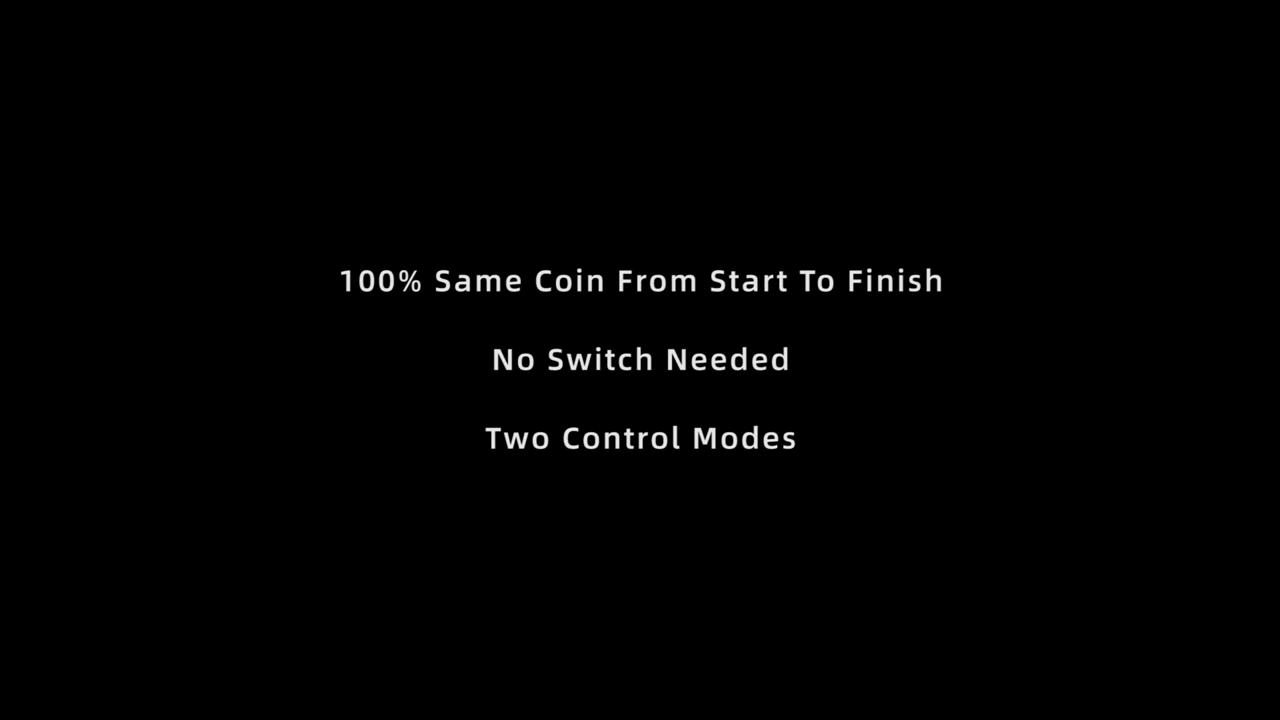 100% Same Coin From Start To Finish
No Switch Needed
Two Control Modes